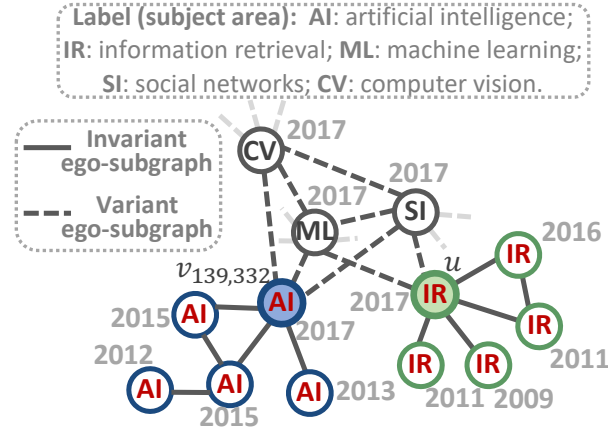 Label (subject area): AI: artificial intelligence;
IR: information retrieval; ML: machine learning;
SI: social networks; CV: computer vision.
Invariant
ego-subgraph
Variant
ego-subgraph
2017
CV
2017
2017
SI
ML
2016
IR
v139,332
u
AI
2017
IR
2015
AI
2017
IR
2011
2012
AI
AI
2015
AI
2013
IR
2011
IR
2009